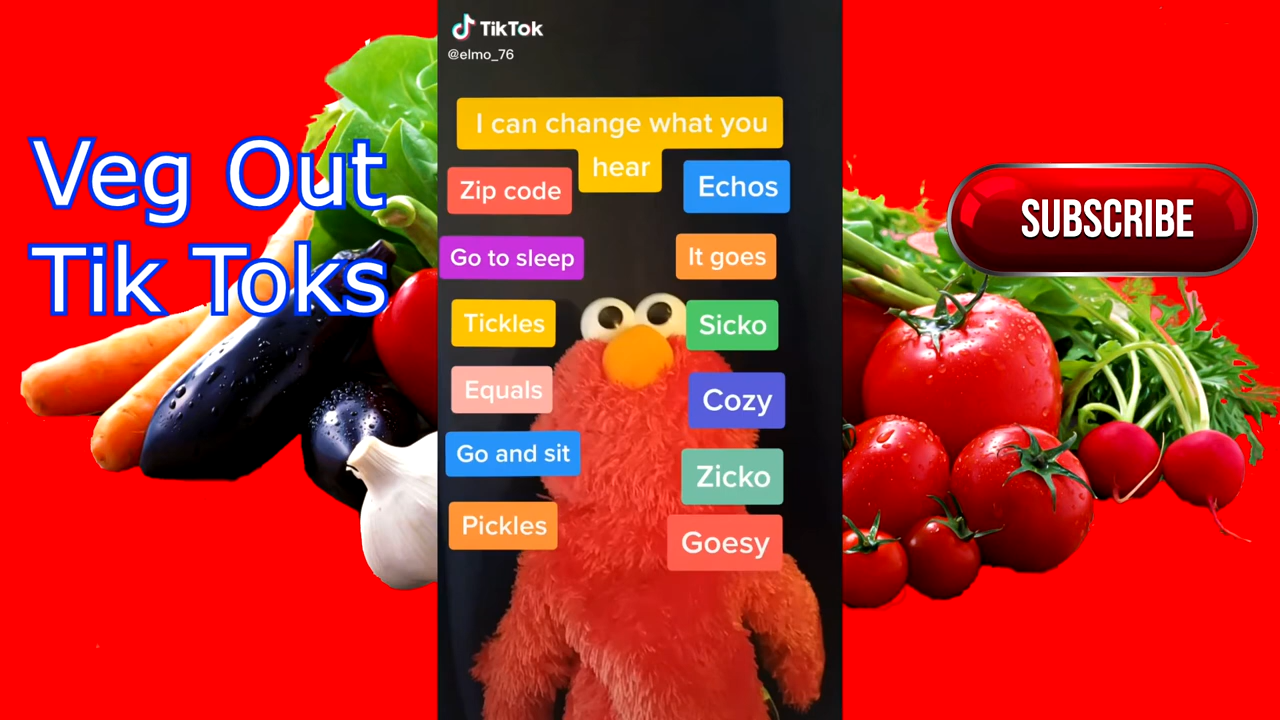 Veg Out
Tik Toks
TikTok
@elmo_76
I can change what you
hear
Zip code
Echos
Go to sleep
It goes
Tickles
Sicko
Equals
Cozy
Go and sit
Zicko
Pickles
Goesy
SUBSCRIBE